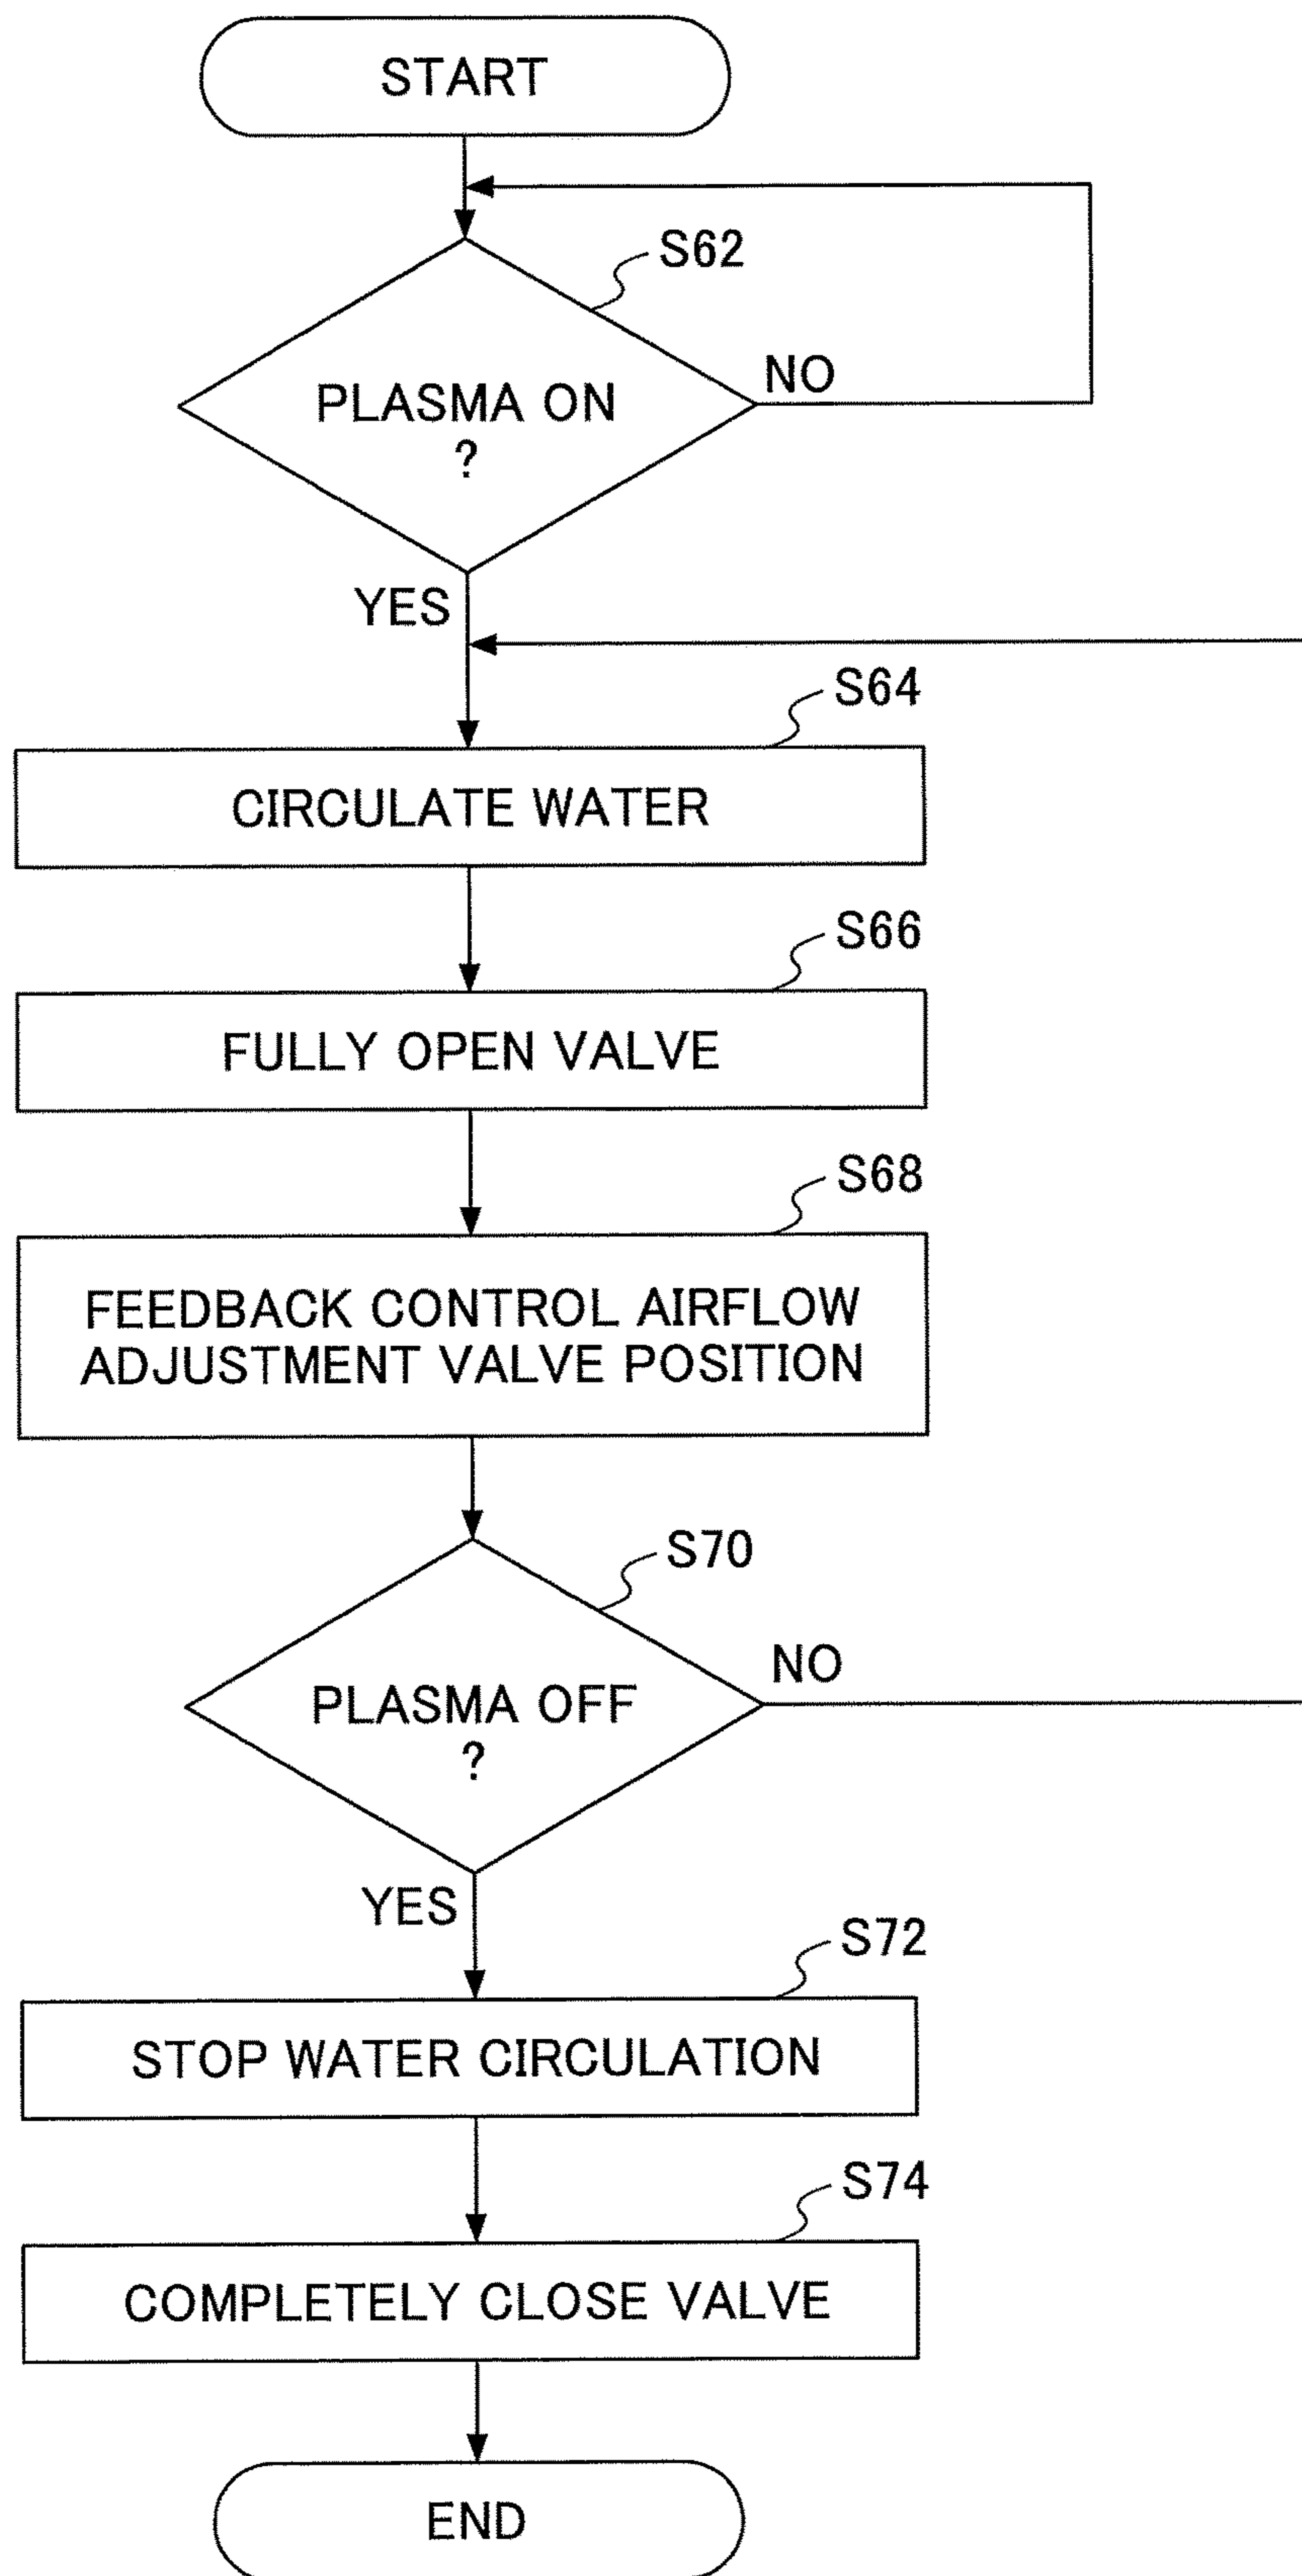 START
S62
PLASMA ON
?
NO
YES
S64
CIRCULATE WATER
S66
FULLY OPEN VALVE
S68
FEEDBACK CONTROL AIRFLOW
ADJUSTMENT VALVE POSITION
S70
PLASMA OFF
?
NO
YES
S72
STOP WATER CIRCULATION
S74
COMPLETELY CLOSE VALVE
END